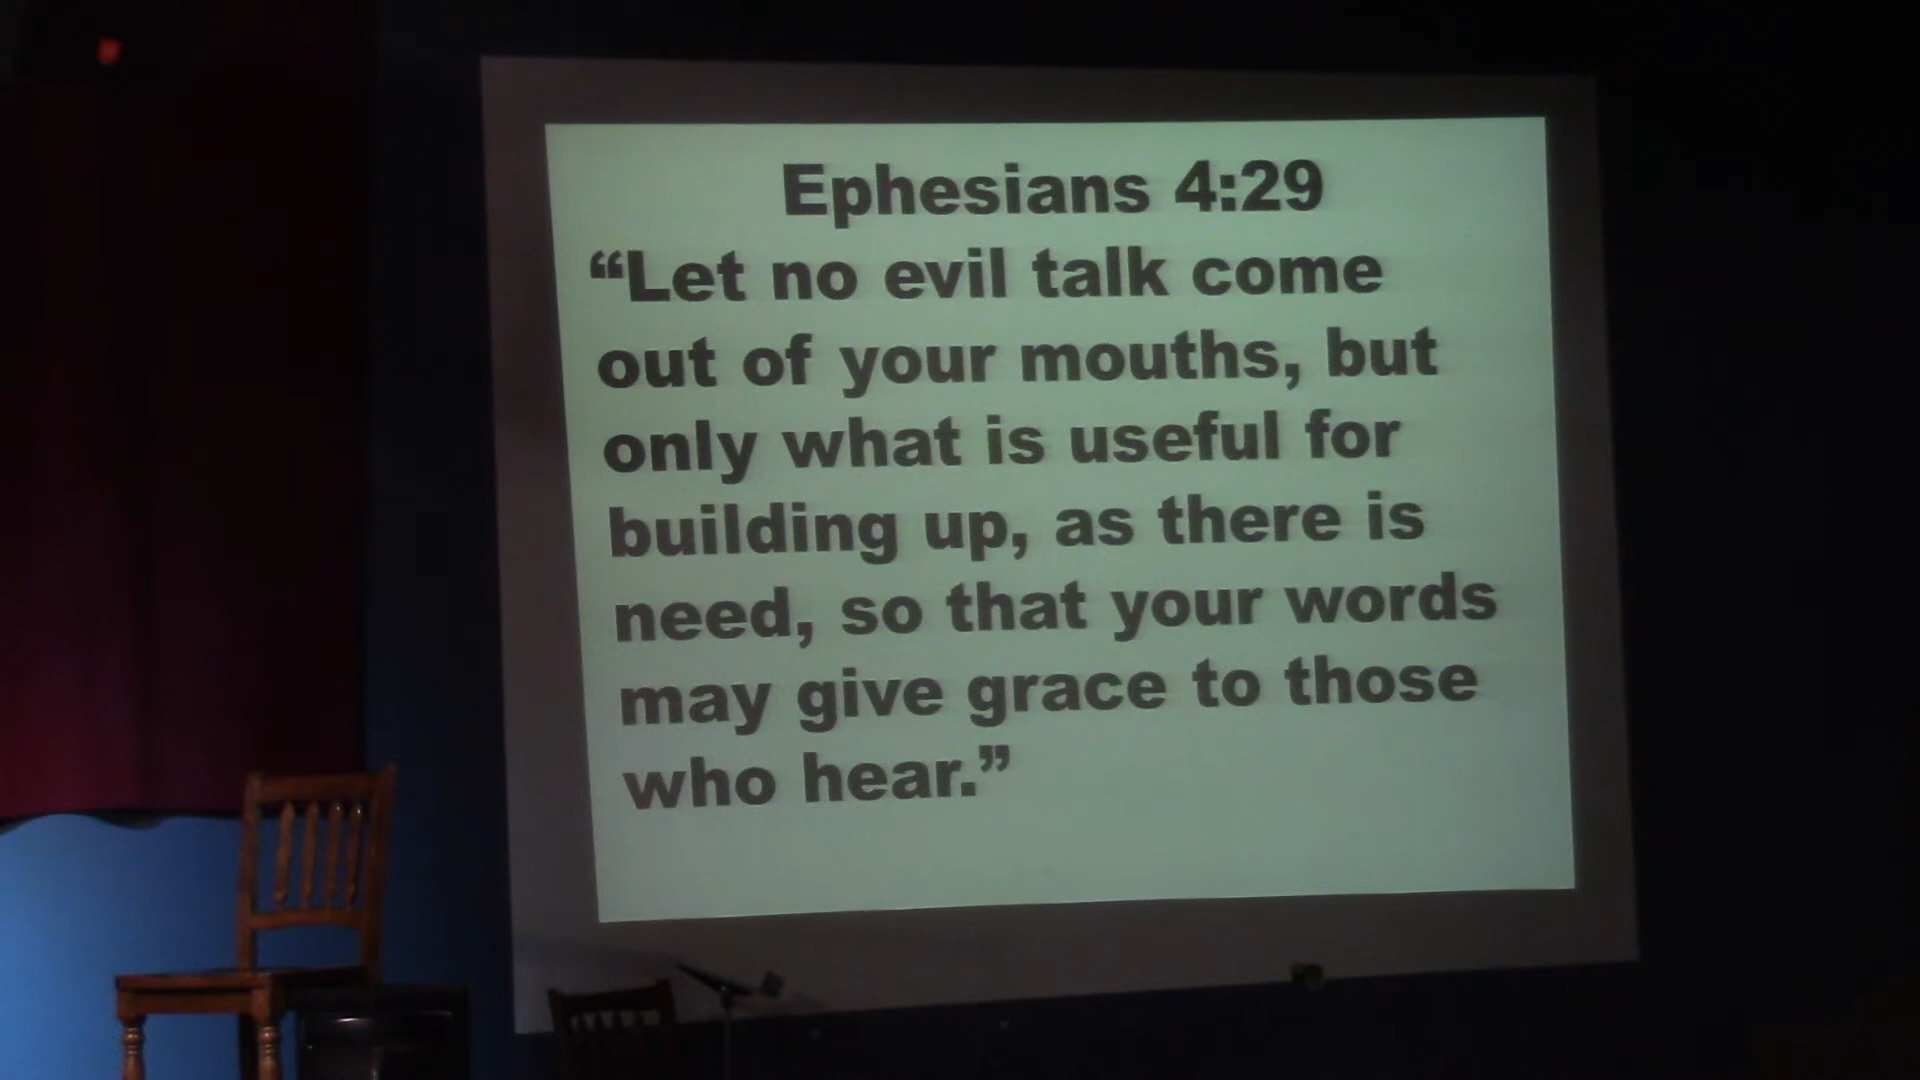 Ephesians 4:29
“Let no evil talk come
out of your mouths, but
only what is useful for
building up, as there is
need, so that your words
may give grace to those
who hear.”